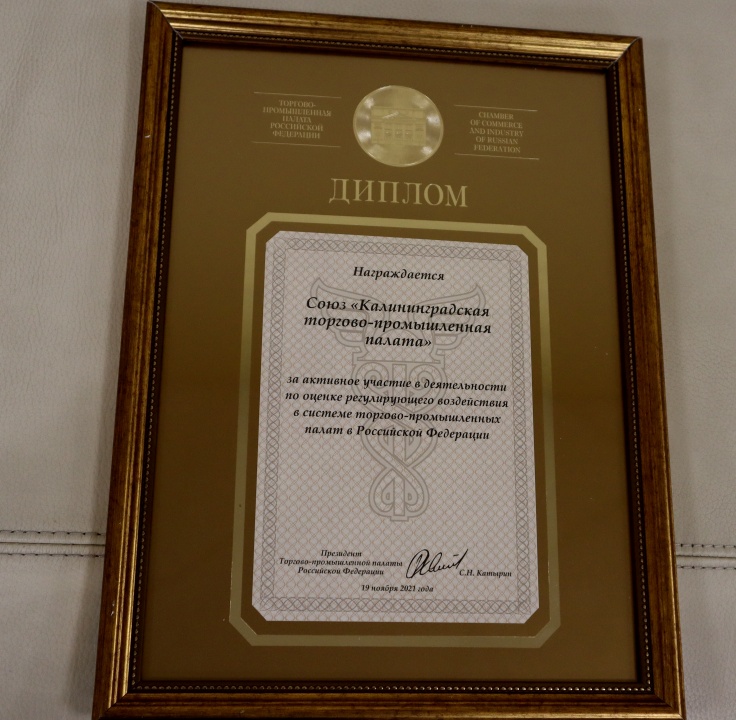 ТОРГОВО-
ПРОМЫШЛЕННАЯ
ПАЛАТА
РОССИЙСКОЙ
ФЕДЕРАЦИИ
CHAMBER
OF COMMERCE
AND INDUSTRY
OF RUSSIAN
FEDERATION
ДИПЛОМ
Награждается
Союз «Калининградская
торгово-промышленная
палата»
за активное участие в деятельности
по оценке регулирующего воздействия
в системе торгово-промышленных
палат в Российской Федерации
Президент
Торгово-промышленной палаты
Российской Федерации
С.Н. Катырин
19 ноября 2021 года